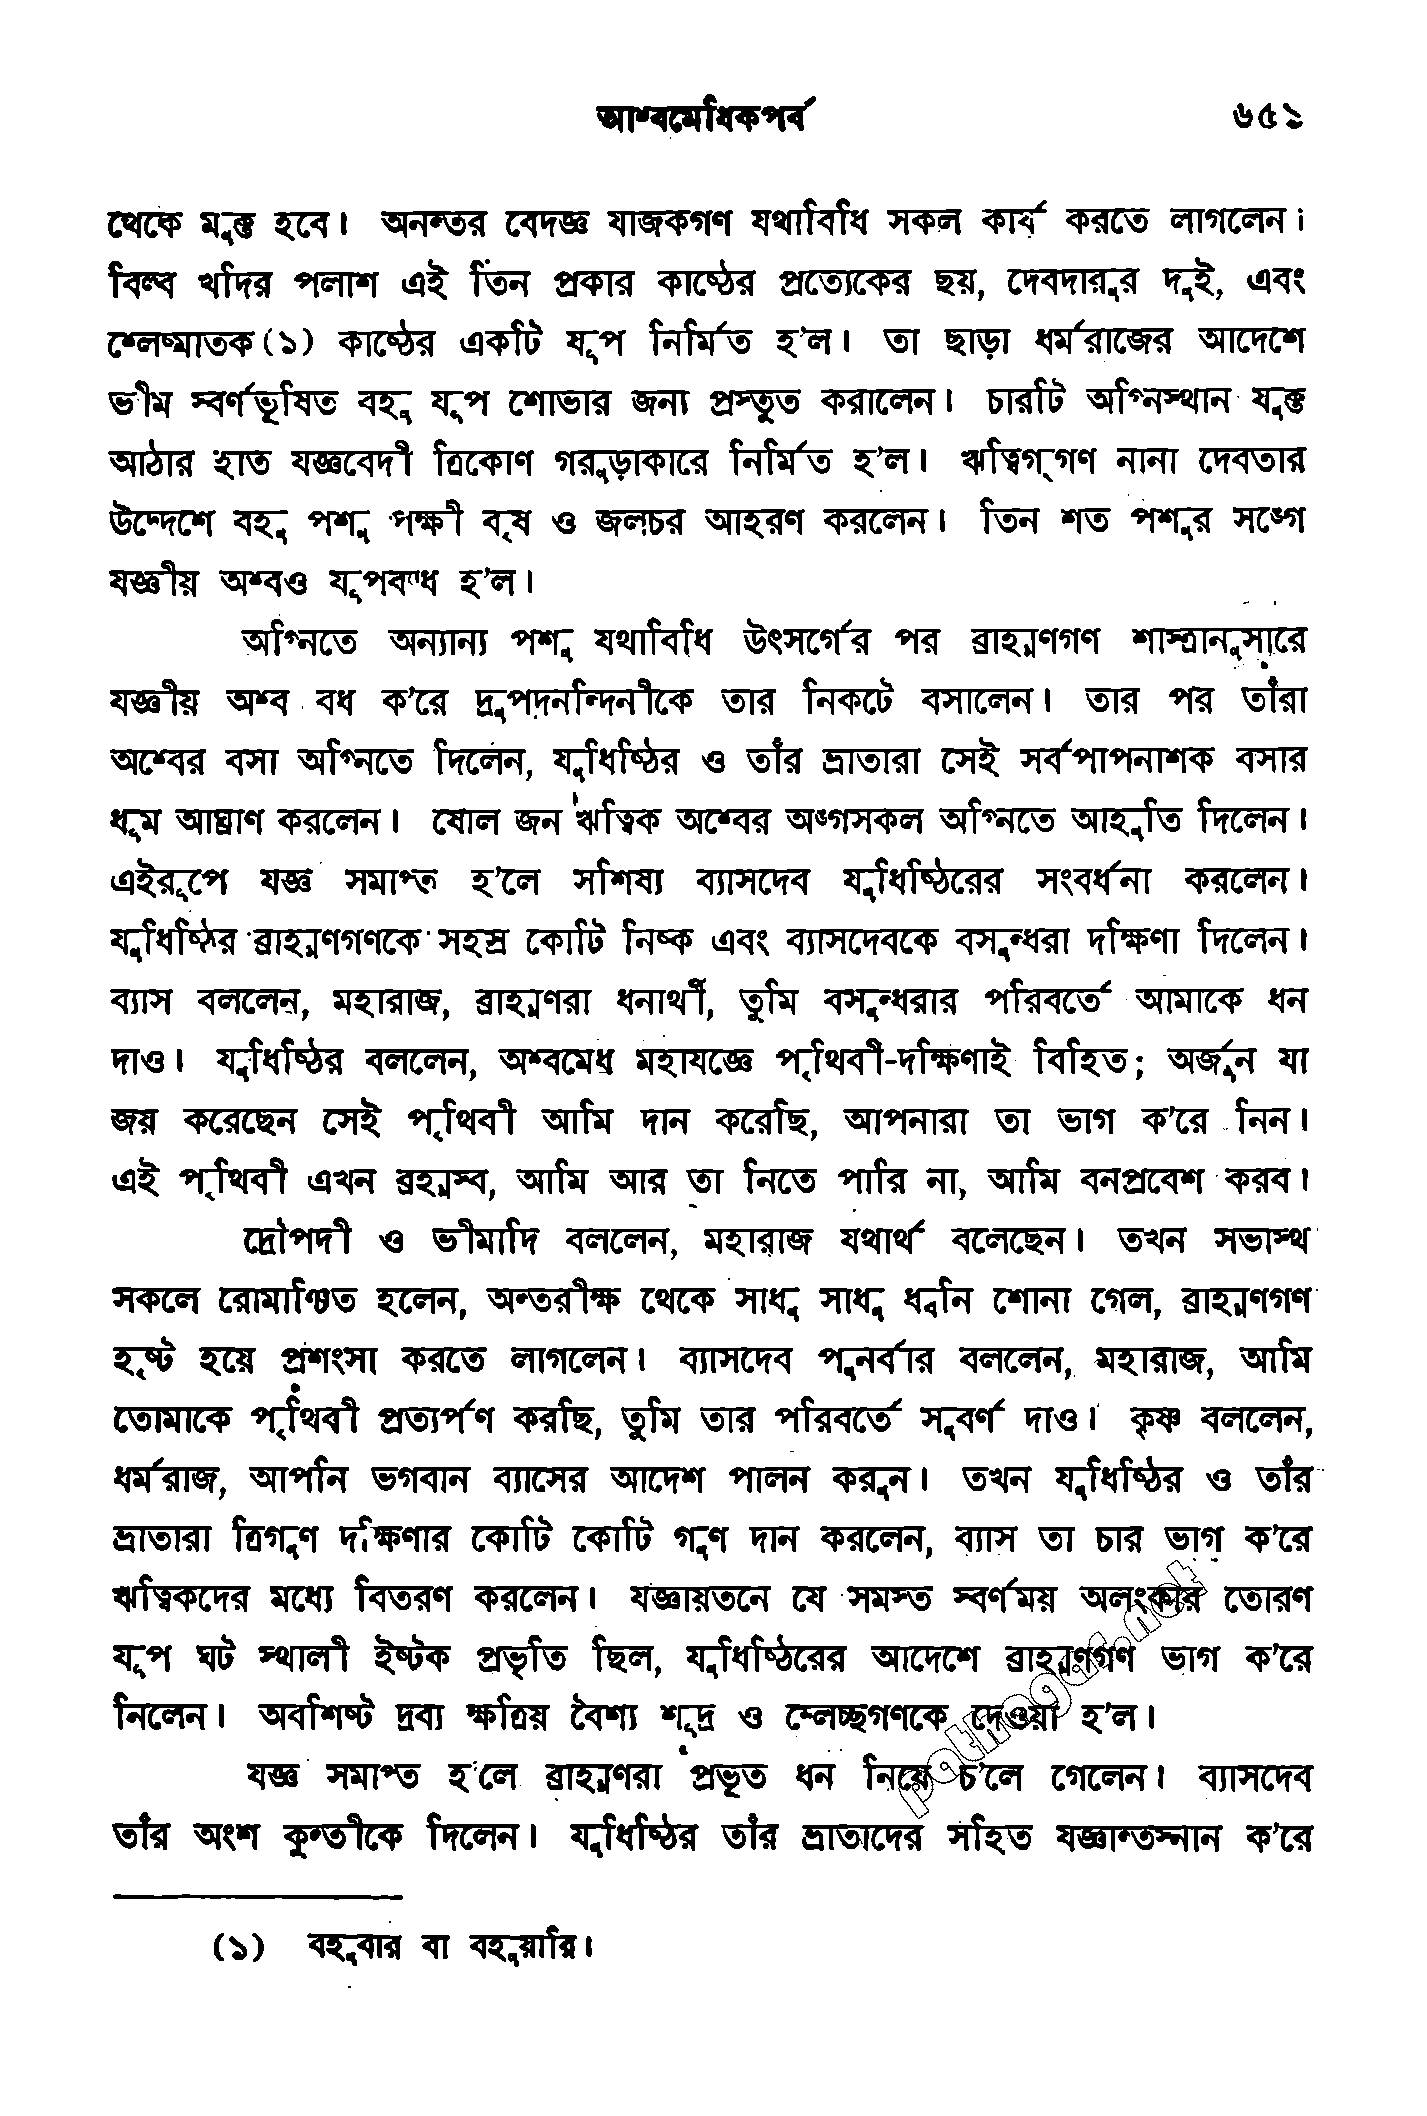 আশ্বমেধিকপর্ব ৬৫১
থেকে মুক্ত হবে। অনন্তর বেদজ্ঞ যাজকগণ যথাবিধি সকল কার্য করতে লাগলেন।
বিল্ব খদির পলাশ এই তিন প্রকার কাষ্ঠের প্রত্যেকের ছয়, দেবদারুর দুই, এবং
শ্লেষ্মাতক(১) কাষ্ঠের একটি যূপ নির্মিত হ’ল। তা ছাড়া ধর্মরাজের আদেশে
ভীম স্বর্ণভূষিত বহু যূপ শোভার জন্য প্রস্তুত করালেন। চারটি অগ্নিস্থান যুক্ত
আঠার হাত যজ্ঞবেদী ত্রিকোণ গরুড়াকারে নির্মিত হ’ল। ঋত্বিগ্‌গণ নানা দেবতার
উদ্দেশে বহু পশু পক্ষী বৃষ ও জলচর আহরণ করলেন। তিন শত পশুর সঙ্গে
যজ্ঞীয় অশ্বও যূপবদ্ধ হ’ল।
অগ্নিতে অন্যান্য পশু যথাবিধি উৎসর্গের পর ব্রাহ্মণগণ শাস্ত্রানুসারে
যজ্ঞীয় অশ্ব বধ ক’রে দ্রুপদনন্দিনীকে তার নিকটে বসালেন। তার পর তাঁরা
অশ্বের বসা অগ্নিতে দিলেন, যুধিষ্ঠির ও তাঁর ভ্রাতারা সেই সর্বপাপনাশক বসার
ধূম আঘ্রাণ করলেন। ষোল জন ঋত্বিক অশ্বের অঙ্গসকল অগ্নিতে আহুতি দিলেন।
এইরূপে যজ্ঞ সমাপ্ত হ’লে সশিষ্য ব্যাসদেব যুধিষ্ঠিরের সংবর্ধনা করলেন।
যুধিষ্ঠির ব্রাহ্মণগণকে সহস্র কোটি নিষ্ক এবং ব্যাসদেবকে বসুন্ধরা দক্ষিণা দিলেন।
ব্যাস বললেন, মহারাজ, ব্রাহ্মণরা ধনার্থী, তুমি বসুন্ধরার পরিবর্তে আমাকে ধন
দাও। যুধিষ্ঠির বললেন, অশ্বমেধ মহাযজ্ঞে পৃথিবী-দক্ষিণাই বিহিত; অর্জুন যা
জয় করেছেন সেই পৃথিবী আমি দান করেছি, আপনারা তা ভাগ ক’রে নিন।
এই পৃথিবী এখন ব্রহ্মস্ব, আমি আর তা নিতে পারি না, আমি বনপ্রবেশ করব।
দ্রৌপদী ও ভীমাদি বললেন, মহারাজ যথার্থ বলেছেন। তখন সভাস্থ
সকলে রোমাঞ্চিত হলেন, অন্তরীক্ষ থেকে সাধু সাধু ধ্বনি শোনা গেল, ব্রাহ্মণগণ
হৃষ্ট হয়ে প্রশংসা করতে লাগলেন। ব্যাসদেব পুনর্বার বললেন, মহারাজ, আমি
তোমাকে পৃথিবী প্রত্যর্পণ করছি, তুমি তার পরিবর্তে সুবর্ণ দাও। কৃষ্ণ বললেন,
ধর্মরাজ, আপনি ভগবান ব্যাসের আদেশ পালন করুন। তখন যুধিষ্ঠির ও তাঁর
ভ্রাতারা ত্রিগুণ দক্ষিণার কোটি কোটি গুণ দান করলেন, ব্যাস তা চার ভাগ ক’রে
ঋত্বিকদের মধ্যে বিতরণ করলেন। যজ্ঞায়তনে যে সমস্ত স্বর্ণময় অলংকার তোরণ
যূপ ঘট স্থালী ইষ্টক প্রভৃতি ছিল, যুধিষ্ঠিরের আদেশে ব্রাহ্মণগণ ভাগ ক’রে
নিলেন। অবশিষ্ট দ্রব্য ক্ষত্রিয় বৈশ্য শূদ্র ও ম্লেচ্ছগণকে দেওয়া হ’ল।
যজ্ঞ সমাপ্ত হ’লে ব্রাহ্মণরা প্রভূত ধন নিয়ে চ’লে গেলেন। ব্যাসদেব
তাঁর অংশ কুন্তীকে দিলেন। যুধিষ্ঠির তাঁর ভ্রাতাদের সহিত যজ্ঞান্তস্নান ক’রে
(১) বহুবার বা বহুয়ারি।
pathagar.net